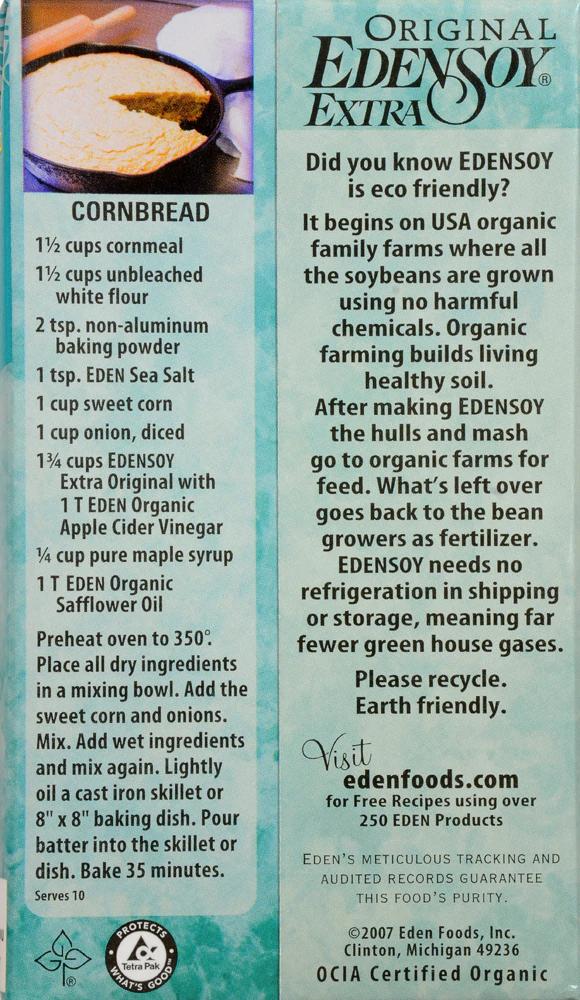 CORNBREAD
1½ cups cornmeal
1½ cups unbleached
white flour
2 tsp. non-aluminum
baking powder
1 tsp. EDEN Sea Salt
1 cup sweet corn
1 cup onion, diced
1¾ cups EDENSOY
Extra Original with
1 T EDEN Organic
Apple Cider Vinegar
¼ cup pure maple syrup
1 T EDEN Organic
Safflower Oil
Preheat oven to 350°.
Place all dry ingredients
in a mixing bowl. Add the
sweet corn and onions.
Mix. Add wet ingredients
and mix again. Lightly
oil a cast iron skillet or
8" x 8" baking dish. Pour
batter into the skillet or
dish. Bake 35 minutes.
Serves 10
®
PROTECTS
Tetra Pak
WHAT'S GOOD™
ORIGINAL
EDENSOY®
EXTRA
Did you know EDENSOY
is eco friendly?
It begins on USA organic
family farms where all
the soybeans are grown
using no harmful
chemicals. Organic
farming builds living
healthy soil.
After making EDENSOY
the hulls and mash
go to organic farms for
feed. What's left over
goes back to the bean
growers as fertilizer.
EDENSOY needs no
refrigeration in shipping
or storage, meaning far
fewer green house gases.
Please recycle.
Earth friendly.
Visit
edenfoods.com
for Free Recipes using over
250 EDEN Products
EDEN'S METICULOUS TRACKING AND
AUDITED RECORDS GUARANTEE
THIS FOOD'S PURITY.
©2007 Eden Foods, Inc.
Clinton, Michigan 49236
OCIA Certified Organic